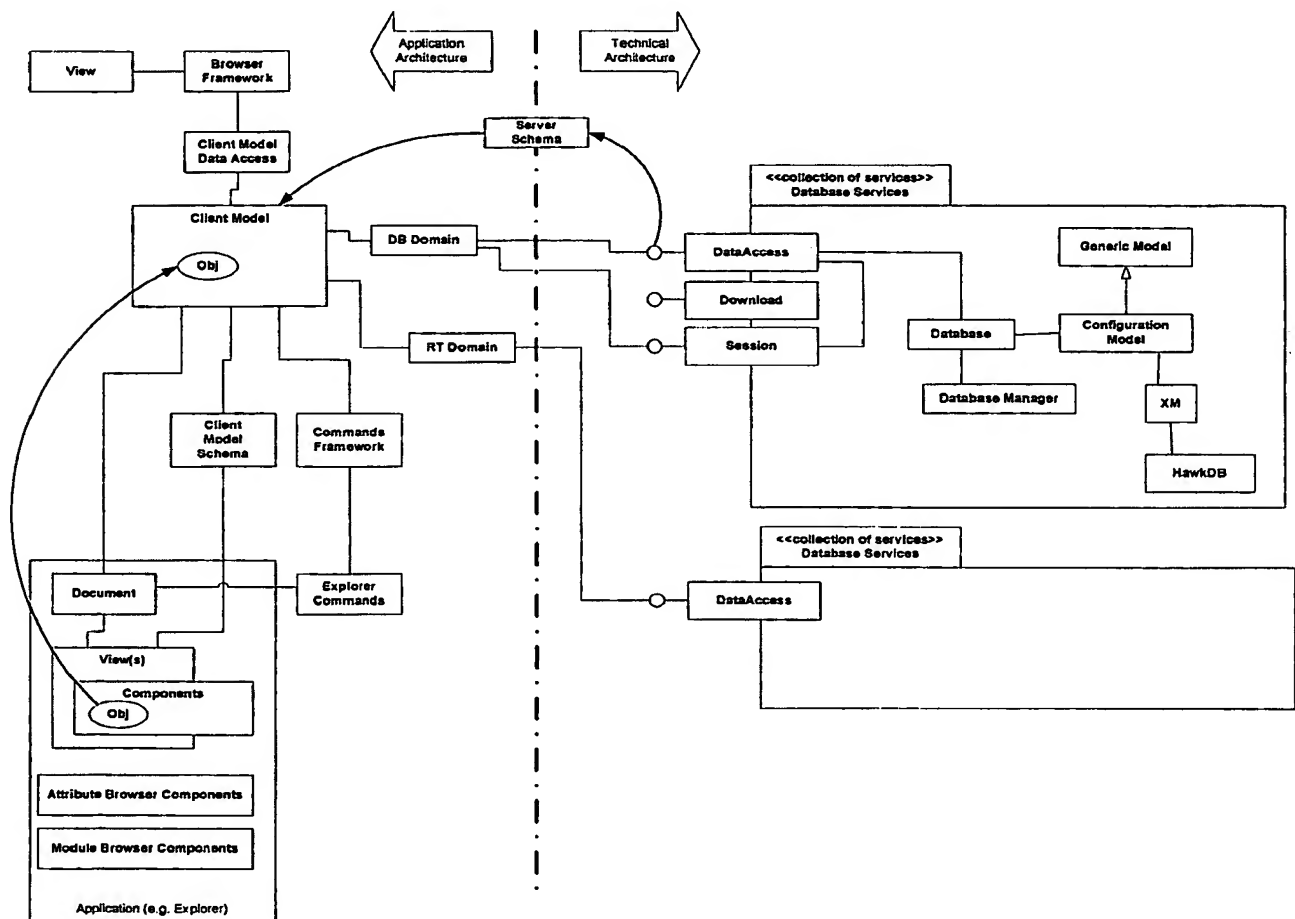 Application
Architecture
Technical
Architecture
View
Browser
Framework
Client Model
Data Access
Server
Schema
<<collection of services>>
Database Services
Client Model
Obj
DB Domain
DataAccess
Download
Session
Generic Model
Database
Configuration
Model
RT Domain
Database Manager
XM
HawkDB
Client
Model
Schema
Commands
Framework
<<collection of services>>
Database Services
Document
Explorer
Commands
DataAccess
View(s)
Components
Obj
Attribute Browser Components
Module Browser Components
Application (e.g. Explorer)